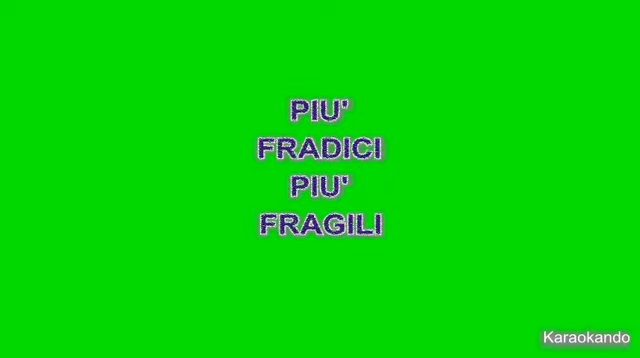 PIU'
FRADICI
PIU'
FRAGILI
Karaokando